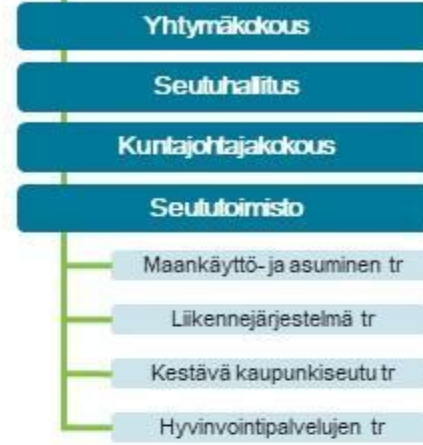 Yhtymäkokous
Seutuhallitus
Kuntajohtajakokous
Seututoimisto
Maankäyttö- ja asuminen tr
Liikennejärjestelmä tr
Kestävä kaupunkiseutu tr
Hyvinvointipalvelujen tr